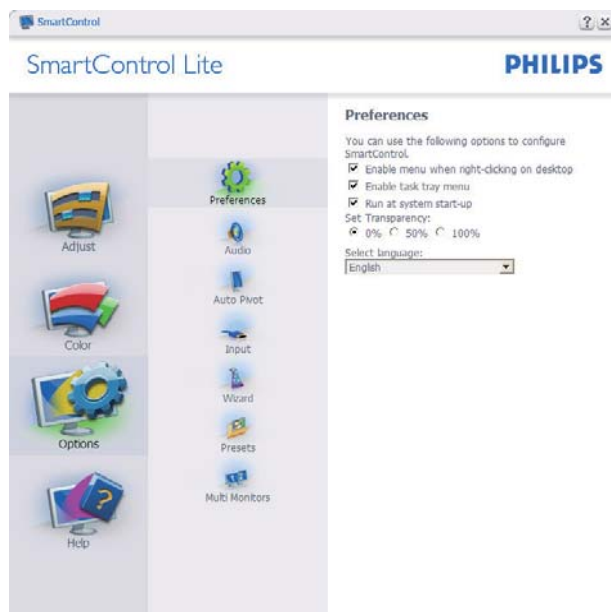 SmartControl
SmartControl Lite
PHILIPS
Adjust
Color
Options
Help
Preferences
Audio
Auto Pivot
Input
Wizard
Presets
Multi Monitors
Preferences
You can use the following options to configure
SmartControl.
Enable menu when right-clicking on desktop
Enable task tray menu
Run at system start-up
Set Transparency:
0% 50% 100%
Select language:
English